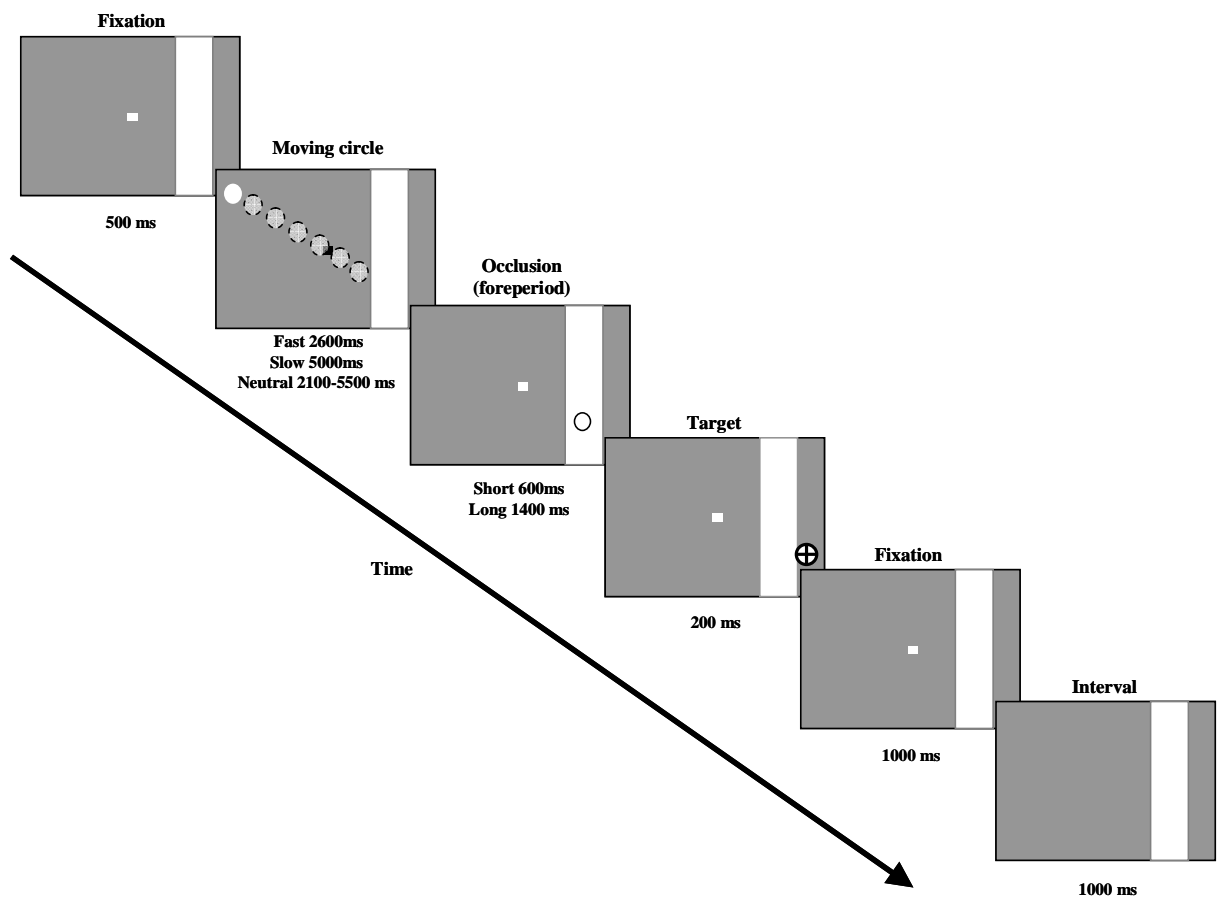 Fixation
500 ms
Moving circle
Fast 2600ms
Slow 5000ms
Neutral 2100-5500 ms
Occlusion
(foreperiod)
Short 600ms
Long 1400 ms
Target
200 ms
Time
Fixation
1000 ms
Interval
1000 ms